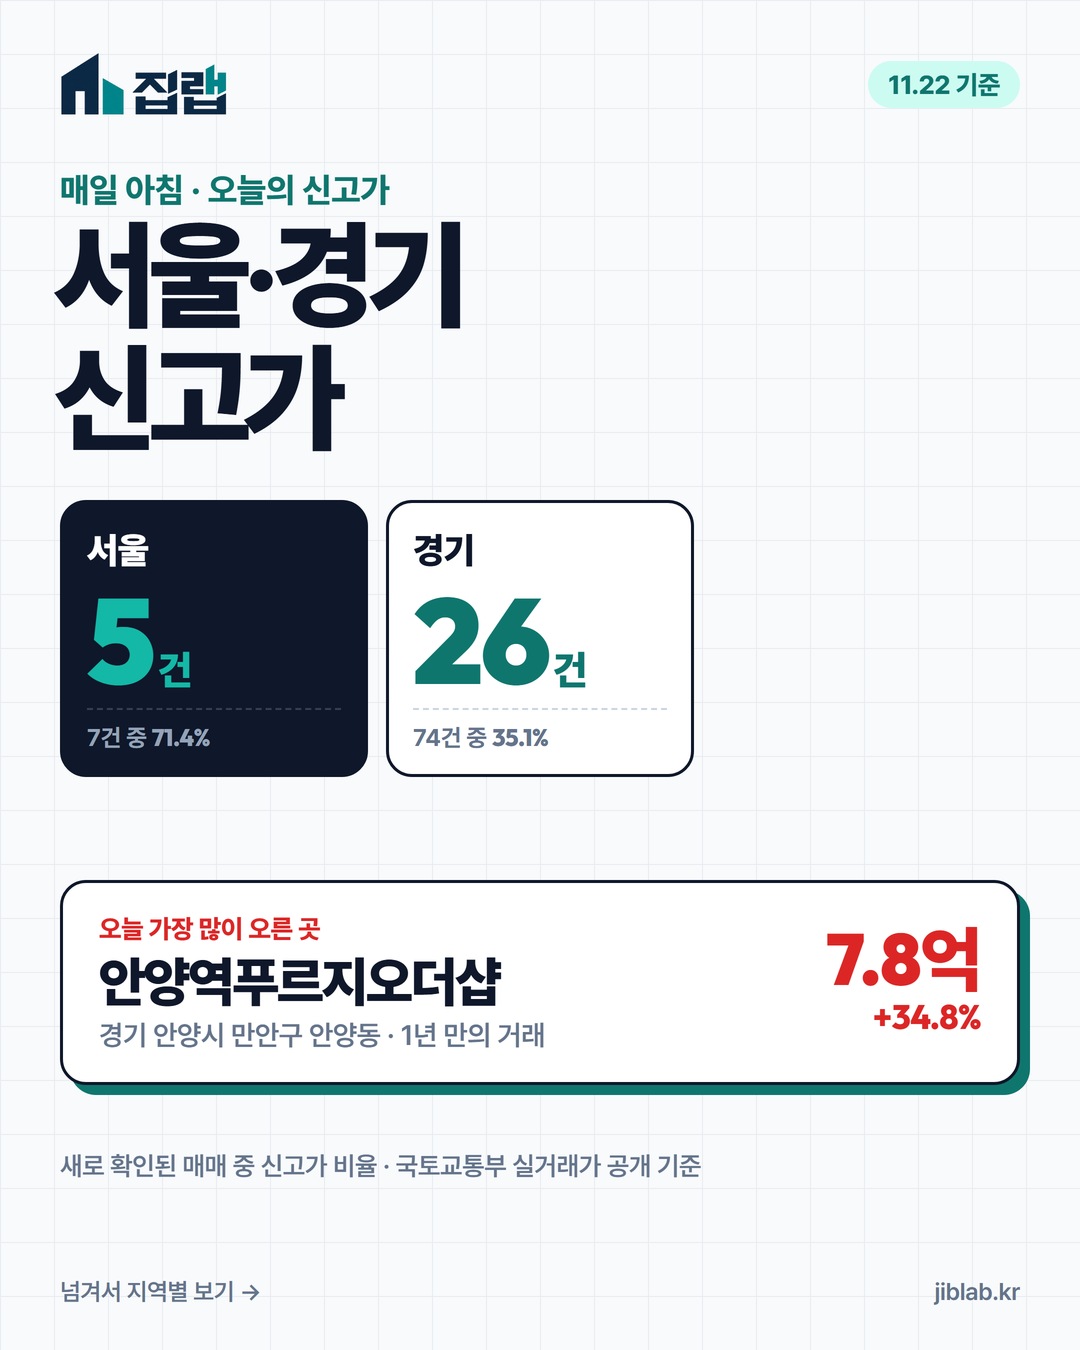 집랩
11.22 기준
매일 아침 · 오늘의 신고가
서울·경기
신고가
서울
5건
7건 중 71.4%
경기
26건
74건 중 35.1%
오늘 가장 많이 오른 곳
안양역푸르지오더샵
경기 안양시 만안구 안양동 · 1년 만의 거래
7.8억
+34.8%
새로 확인된 매매 중 신고가 비율 · 국토교통부 실거래가 공개 기준
넘겨서 지역별 보기 →
jiblab.kr